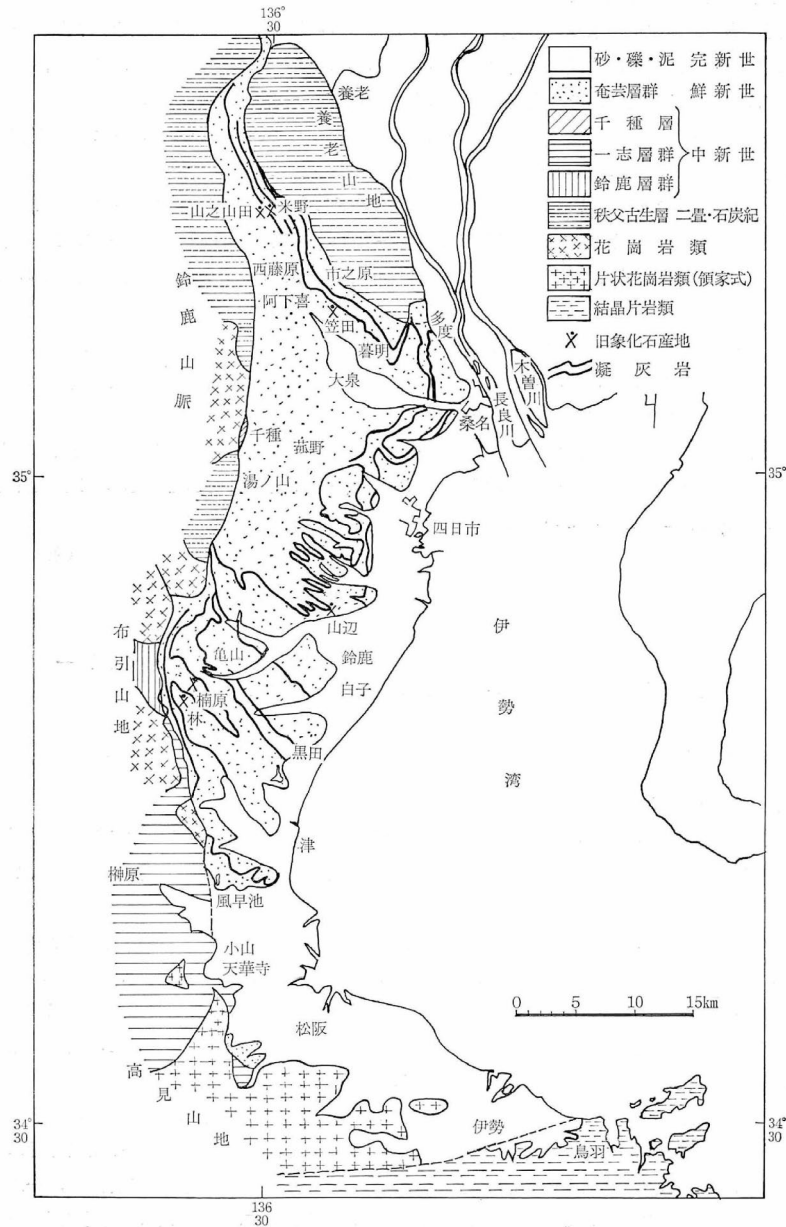 136°
30
砂・礫・泥 完新世
奄芸層群 鮮新世
千種層
一志層群
鈴鹿層群
中新世
秩父古生層 二畳・石炭紀
花崗岩類
片状花崗岩類(領家式)
結晶片岩類
旧象化石産地
凝灰岩
養老
養老山地
山之山田
米野
西藤原
市之原
阿下喜
笠田
多度
暮明
大泉
木曽川
長良川
桑名
鈴鹿山脈
千種
菰野
湯ノ山
35°
35°
四日市
山辺
伊勢湾
布引山地
亀山
鈴鹿
白子
楠原
林
黒田
津
榊原
風早池
小山
天華寺
0 5 10 15km
松阪
高見山地
伊勢
鳥羽
34°
30
34°
30
136°
30